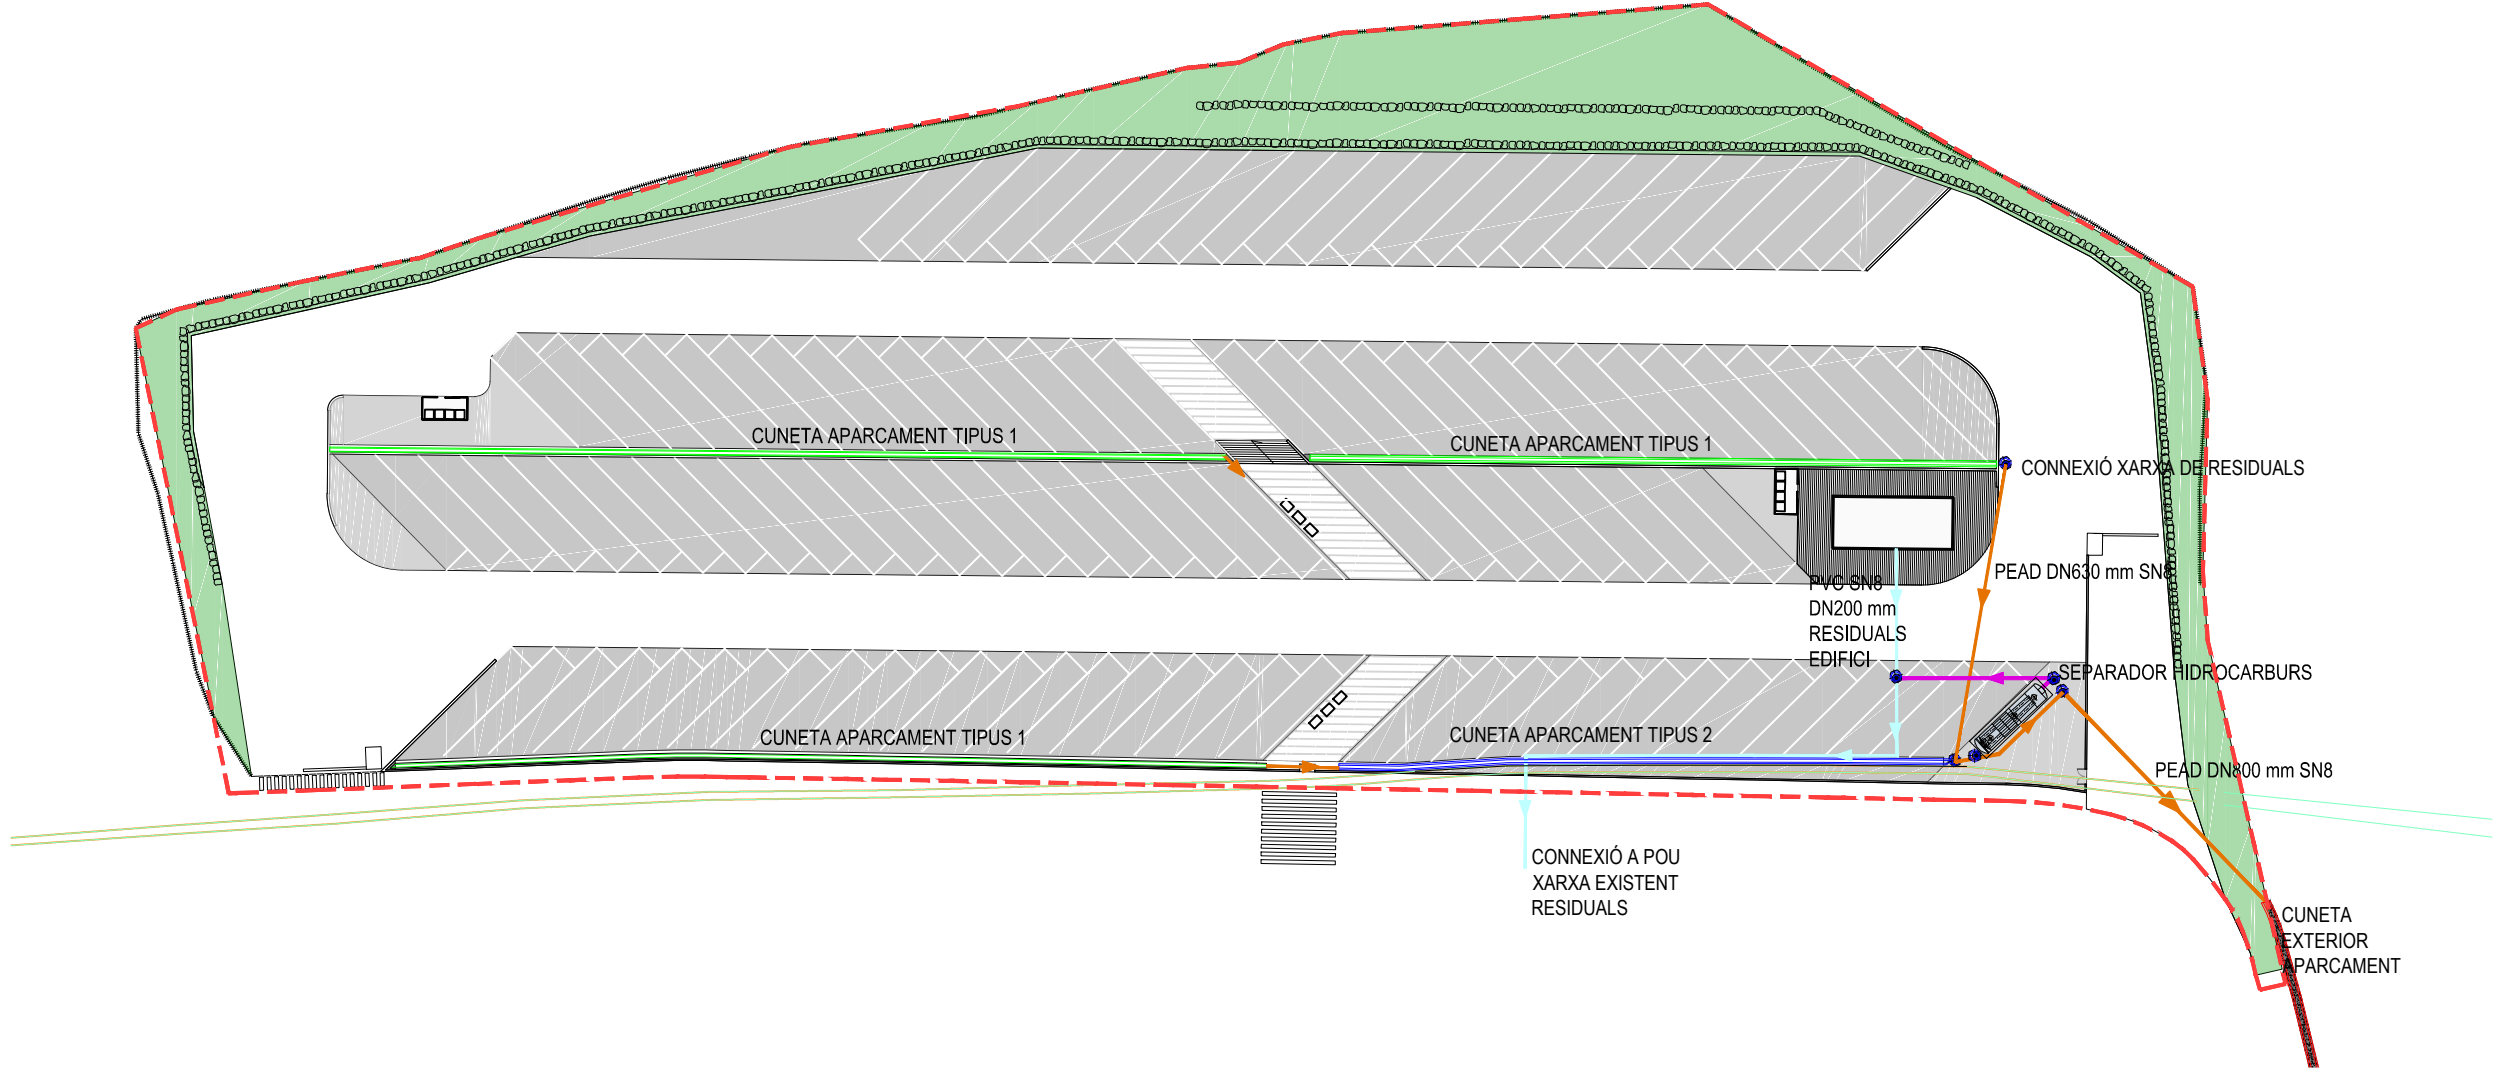 CUNETA APARCAMENT TIPUS 1
CUNETA APARCAMENT TIPUS 1
CONNEXIÓ XARXA DE RESIDUALS
PEAD DN630 mm SN8
PVC SN8
DN200 mm
RESIDUALS
EDIFICI
SEPARADOR HIDROCARBURS
CUNETA APARCAMENT TIPUS 1
CUNETA APARCAMENT TIPUS 2
PEAD DN800 mm SN8
CONNEXIÓ A POU
XARXA EXISTENT
RESIDUALS
CUNETA
EXTERIOR
APARCAMENT